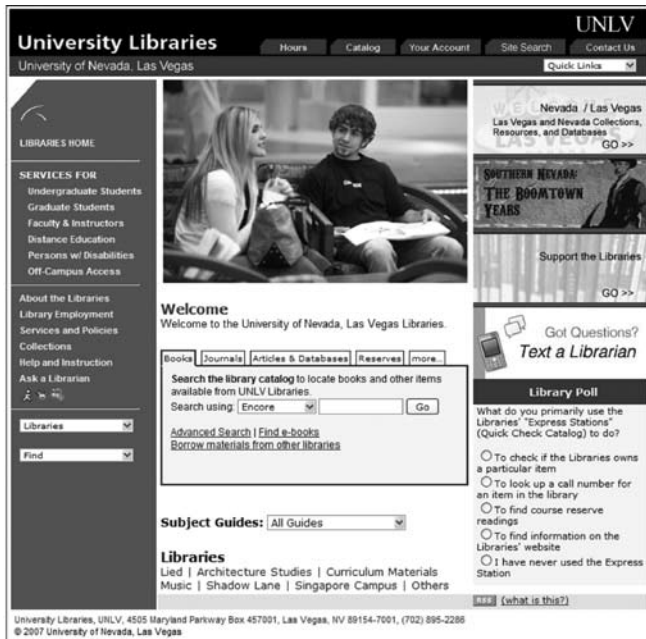 UNLV
University Libraries
Hours
Catalog
Your Account
Site Search
Contact Us
University of Nevada, Las Vegas
Quick Links
LIBRARIES HOME
SERVICES FOR
Undergraduate Students
Graduate Students
Faculty & Instructors
Distance Education
Persons w/ Disabilities
Off-Campus Access
About the Libraries
Library Employment
Services and Policies
Collections
Help and Instruction
Ask a Librarian
Libraries
Find
Welcome
Welcome to the University of Nevada, Las Vegas Libraries.
Books
Journals
Articles & Databases
Reserves
more...
Search the library catalog to locate books and other items
available from UNLV Libraries.
Search using: Encore Go
Advanced Search | Find e-books
Borrow materials from other libraries
Subject Guides: All Guides
Libraries
Lied | Architecture Studies | Curriculum Materials
Music | Shadow Lane | Singapore Campus | Others
Nevada / Las Vegas
Las Vegas and Nevada Collections,
Resources, and Databases
GO >>
LAS VEGAS
SOUTHERN NEVADA:
THE BOOMTOWN
YEARS
Support the Libraries
GO >>
Got Questions?
Text a Librarian
Library Poll
What do you primarily use the
Libraries' "Express Stations"
(Quick Check Catalog) to do?
To check if the Libraries owns
a particular item
To look up a call number for
an item in the library
To find course reserve
readings
To find information on the
Libraries' website
I have never used the Express
Station
RSS (what is this?)
University Libraries, UNLV, 4505 Maryland Parkway Box 457001, Las Vegas, NV 89154-7001, (702) 895-2286
© 2007 University of Nevada, Las Vegas